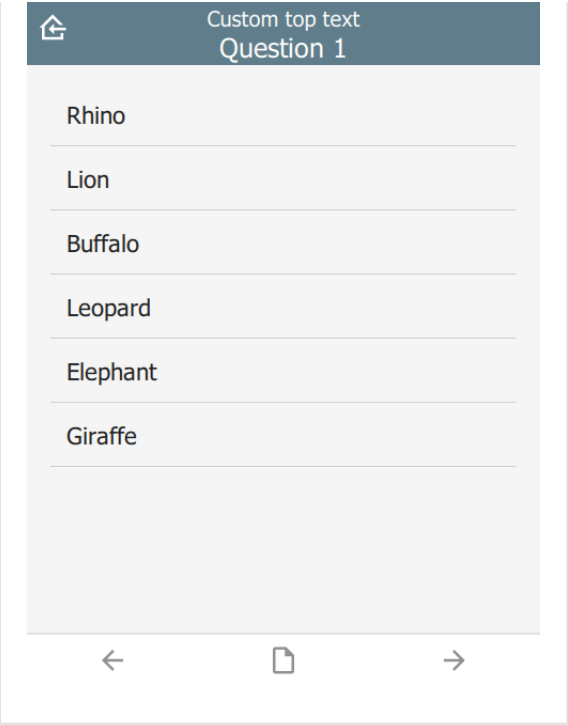 Custom top text
Question 1
Rhino
Lion
Buffalo
Leopard
Elephant
Giraffe